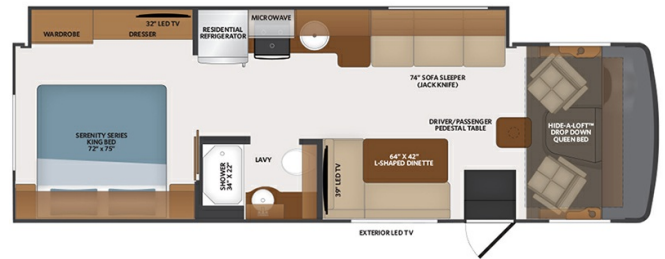 32" LED TV
WARDROBE
DRESSER
RESIDENTIAL
REFRIGERATOR
MICROWAVE
74" SOFA SLEEPER
(JACK KNIFE)
SERENITY SERIES
KING BED
72" x 75"
SHOWER
34" X 22"
LAVY
39" LED TV
64" X 42"
L-SHAPED DINETTE
DRIVER/PASSENGER
PEDESTAL TABLE
HIDE-A-LOFT™
DROP DOWN
QUEEN BED
EXTERIOR LED TV